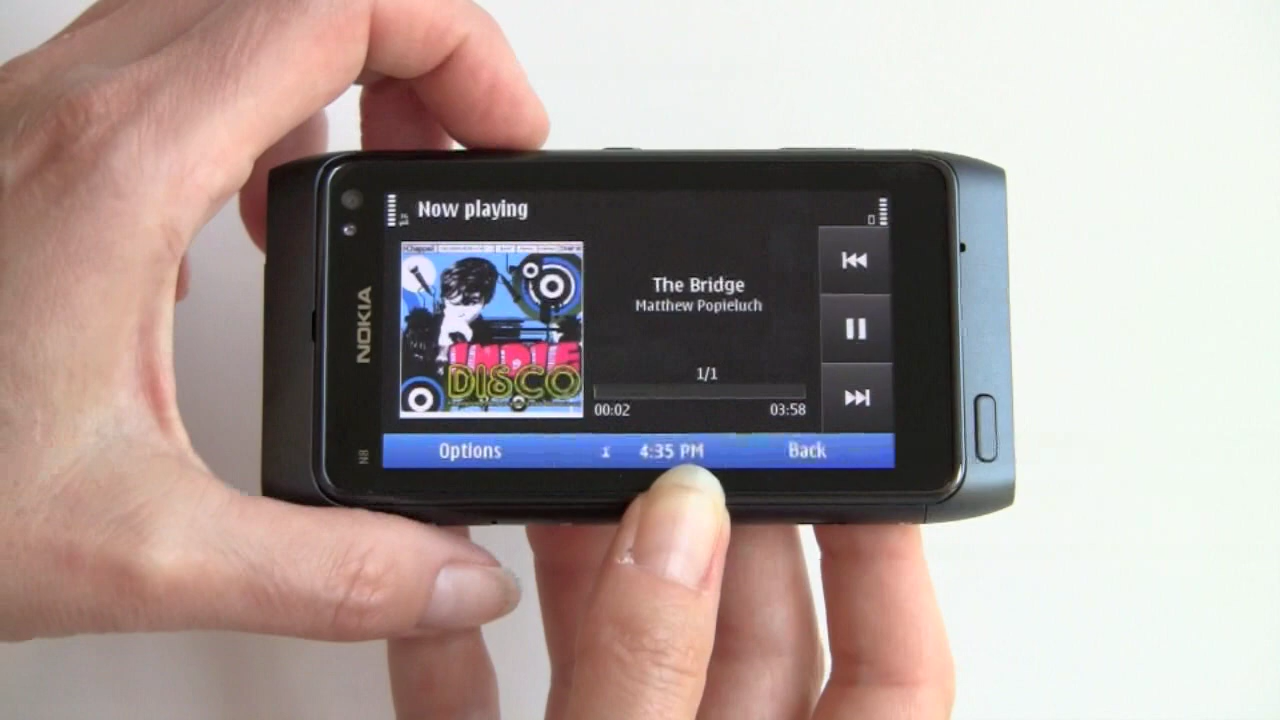 Now playing
INDIE
DISCO
The Bridge
Matthew Popieluch
1/1
00:02
03:58
Options
4:35 PM
Back
NOKIA
N8